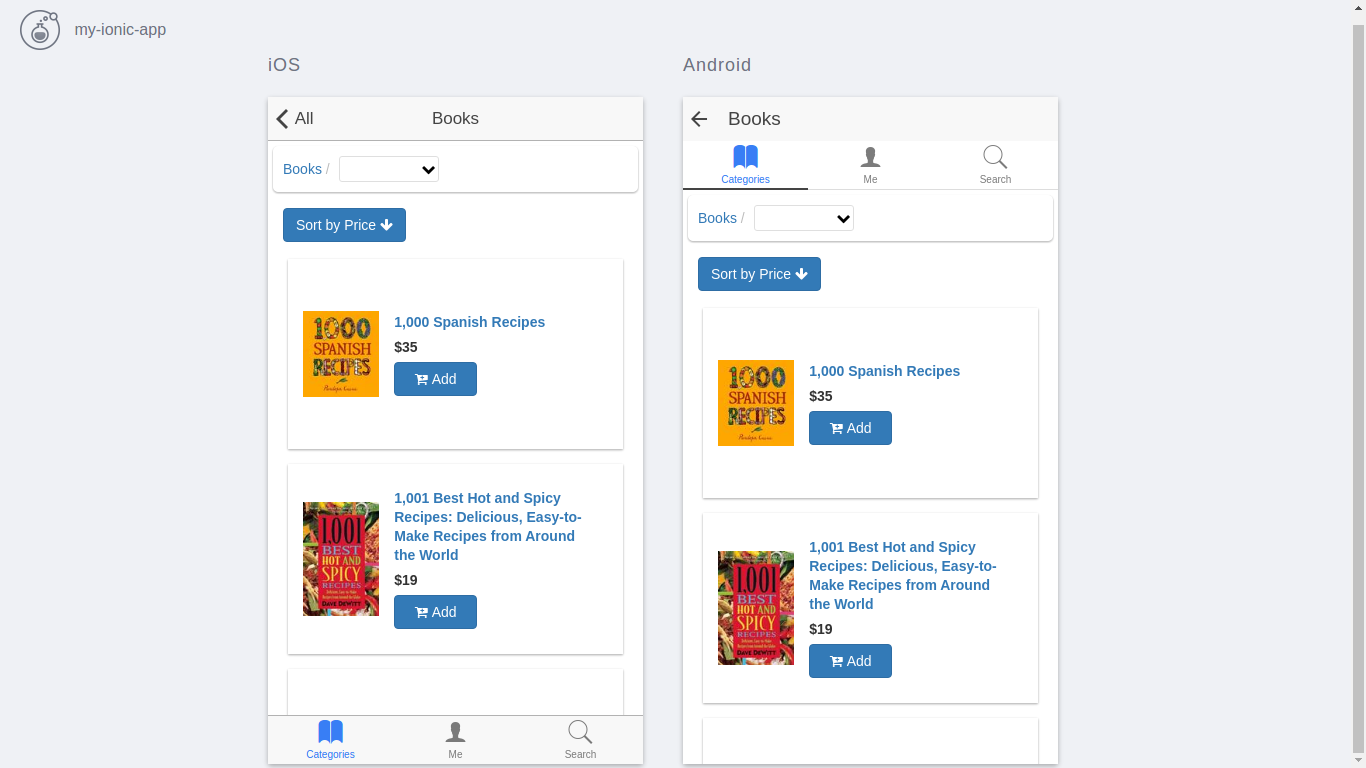 my-ionic-app
iOS
All
Books
Books /
Sort by Price
1000
SPANISH
RECIPES
Penelope Casas
1,000 Spanish Recipes
$35
Add
1,001
BEST
HOT AND
SPICY
RECIPES
DAVE DEWITT
1,001 Best Hot and Spicy
Recipes: Delicious, Easy-to-
Make Recipes from Around
the World
$19
Add
Categories
Me
Search
Android
Books
Categories
Me
Search
Books /
Sort by Price
1000
SPANISH
RECIPES
Penelope Casas
1,000 Spanish Recipes
$35
Add
1,001
BEST
HOT AND
SPICY
RECIPES
DAVE DEWITT
1,001 Best Hot and Spicy
Recipes: Delicious, Easy-to-
Make Recipes from Around
the World
$19
Add